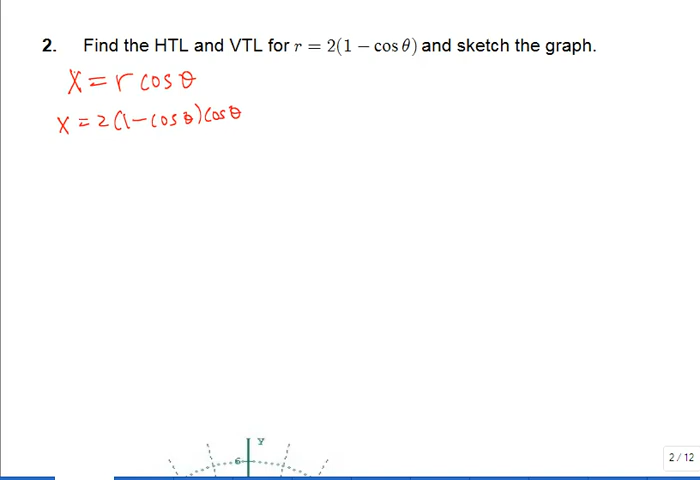 2. Find the HTL and VTL for r = 2(1 − cos θ) and sketch the graph.
x = r cos θ
x = 2(1 − cos θ) cos θ
Y
6
2 / 12